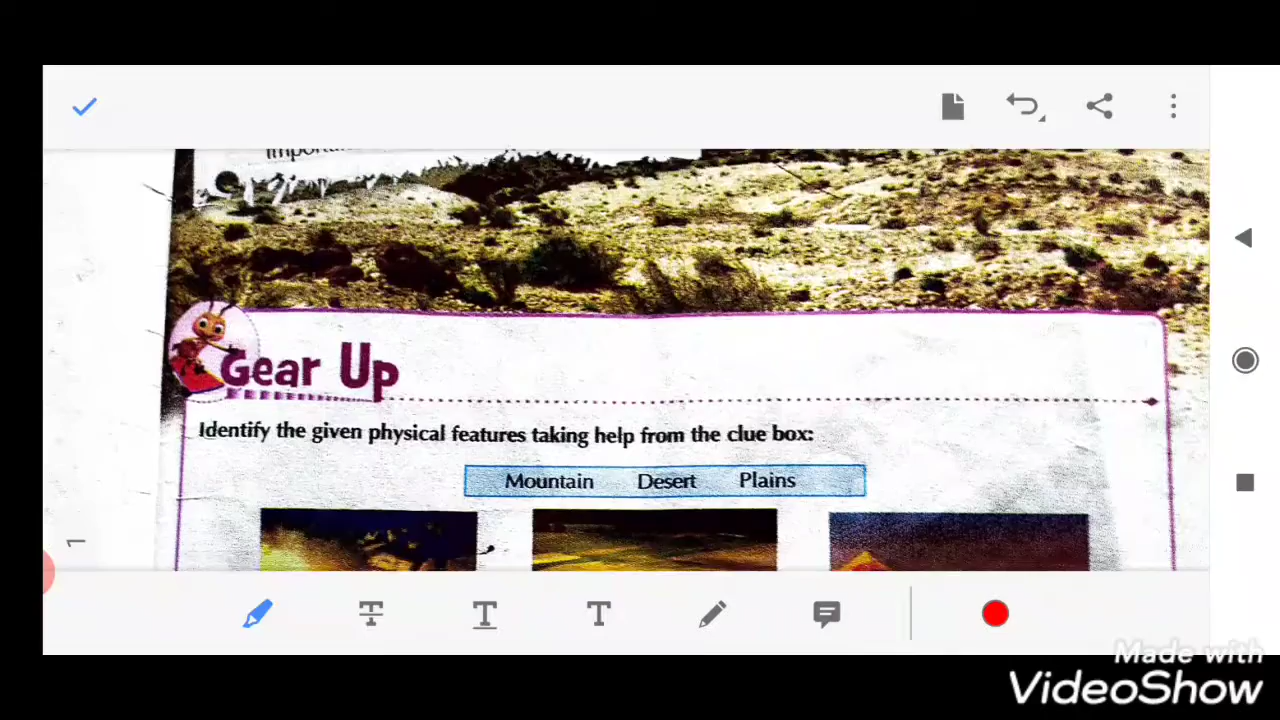 Gear Up
Identify the given physical features taking help from the clue box:
Mountain Desert Plains
1
Made with
VideoShow